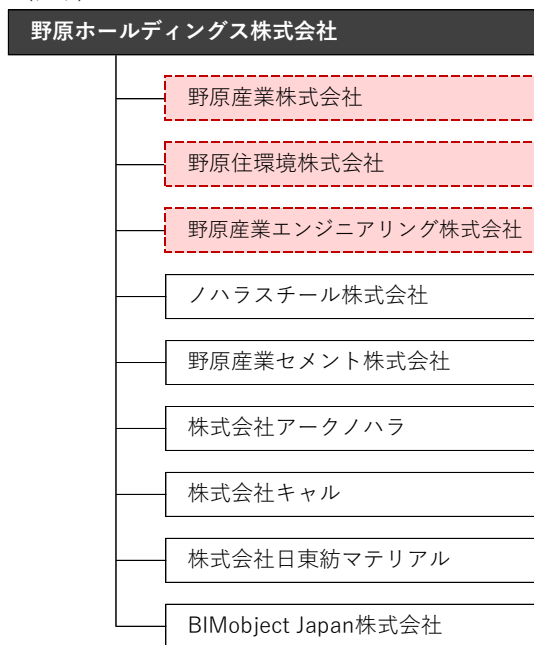 野原ホールディングス株式会社
野原産業株式会社
野原住環境株式会社
野原産業エンジニアリング株式会社
ノハラスチール株式会社
野原産業セメント株式会社
株式会社アークノハラ
株式会社キャル
株式会社日東紡マテリアル
BIMobject Japan株式会社